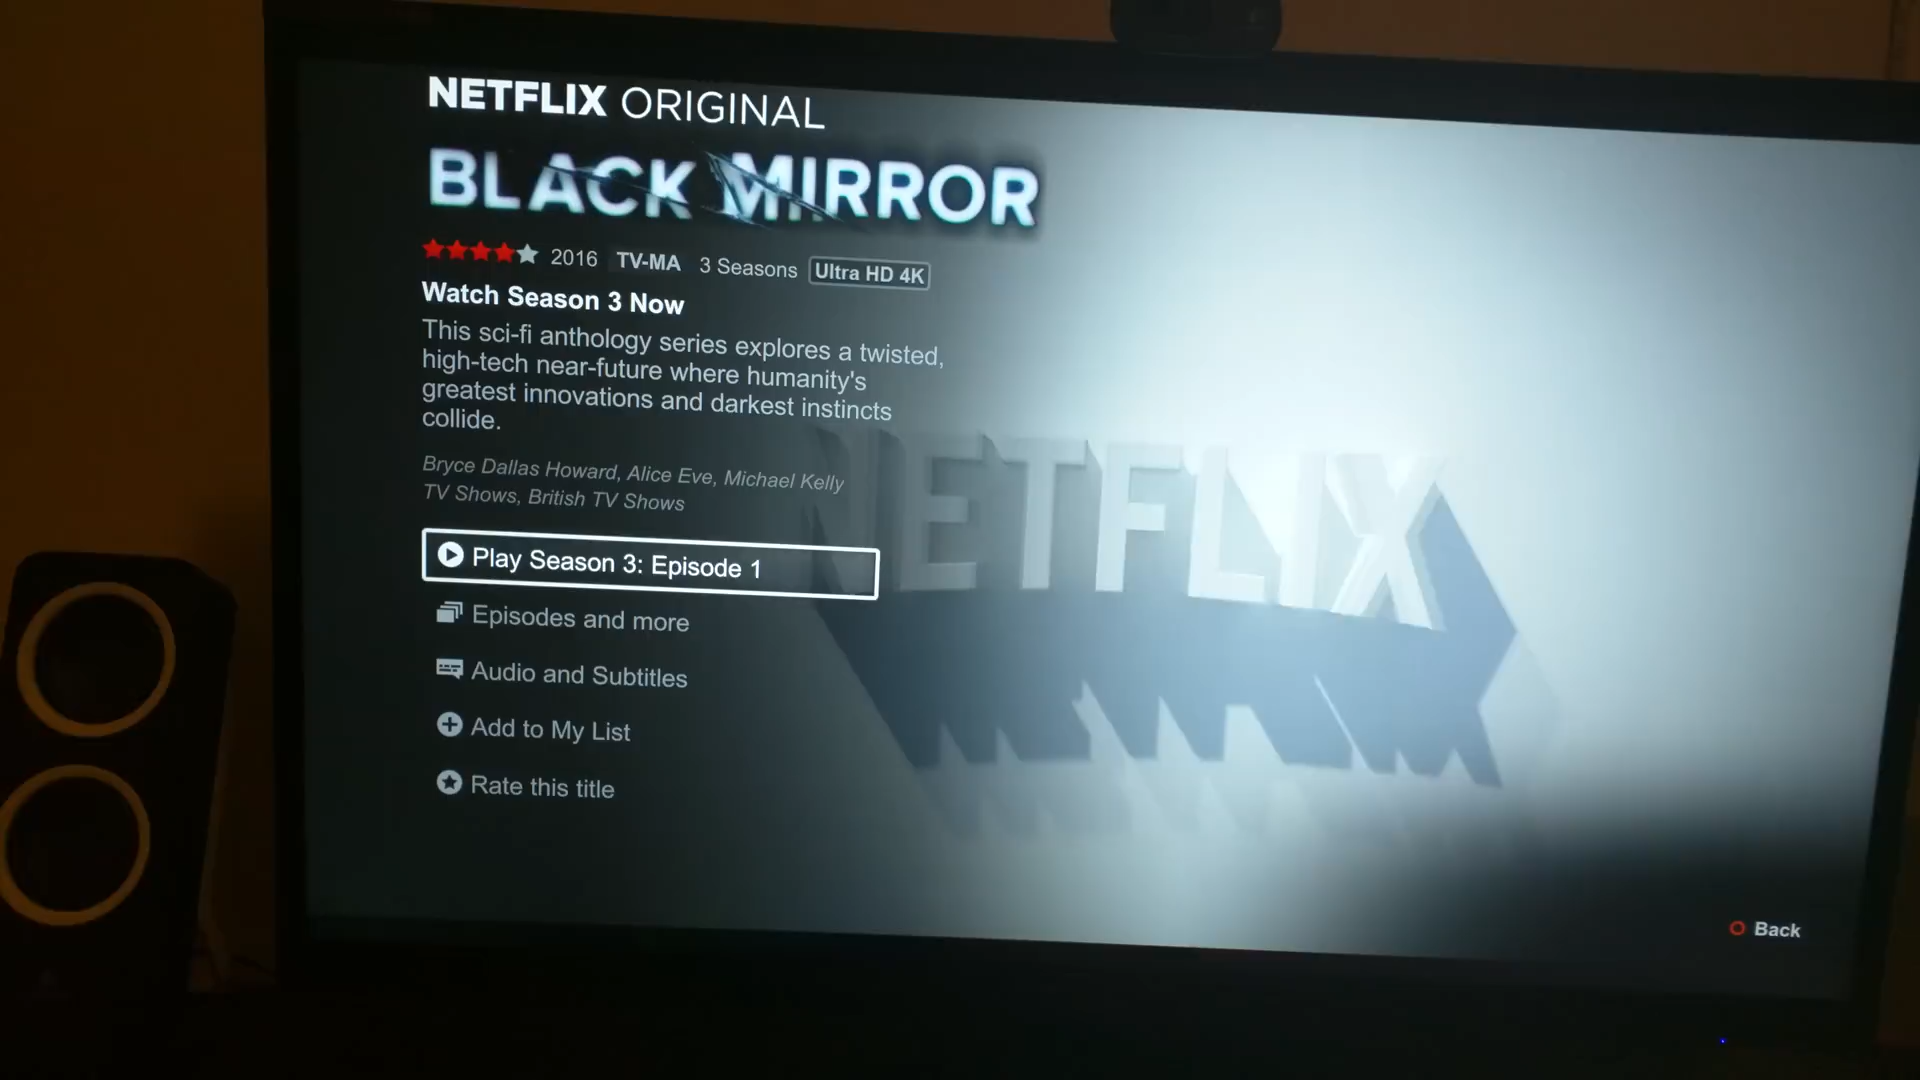 NETFLIX ORIGINAL
BLACK MIRROR
2016 TV-MA 3 Seasons Ultra HD 4K
Watch Season 3 Now
This sci-fi anthology series explores a twisted,
high-tech near-future where humanity's
greatest innovations and darkest instincts
collide.
Bryce Dallas Howard, Alice Eve, Michael Kelly
TV Shows, British TV Shows
Play Season 3: Episode 1
Episodes and more
Audio and Subtitles
Add to My List
Rate this title
NETFLIX
Back